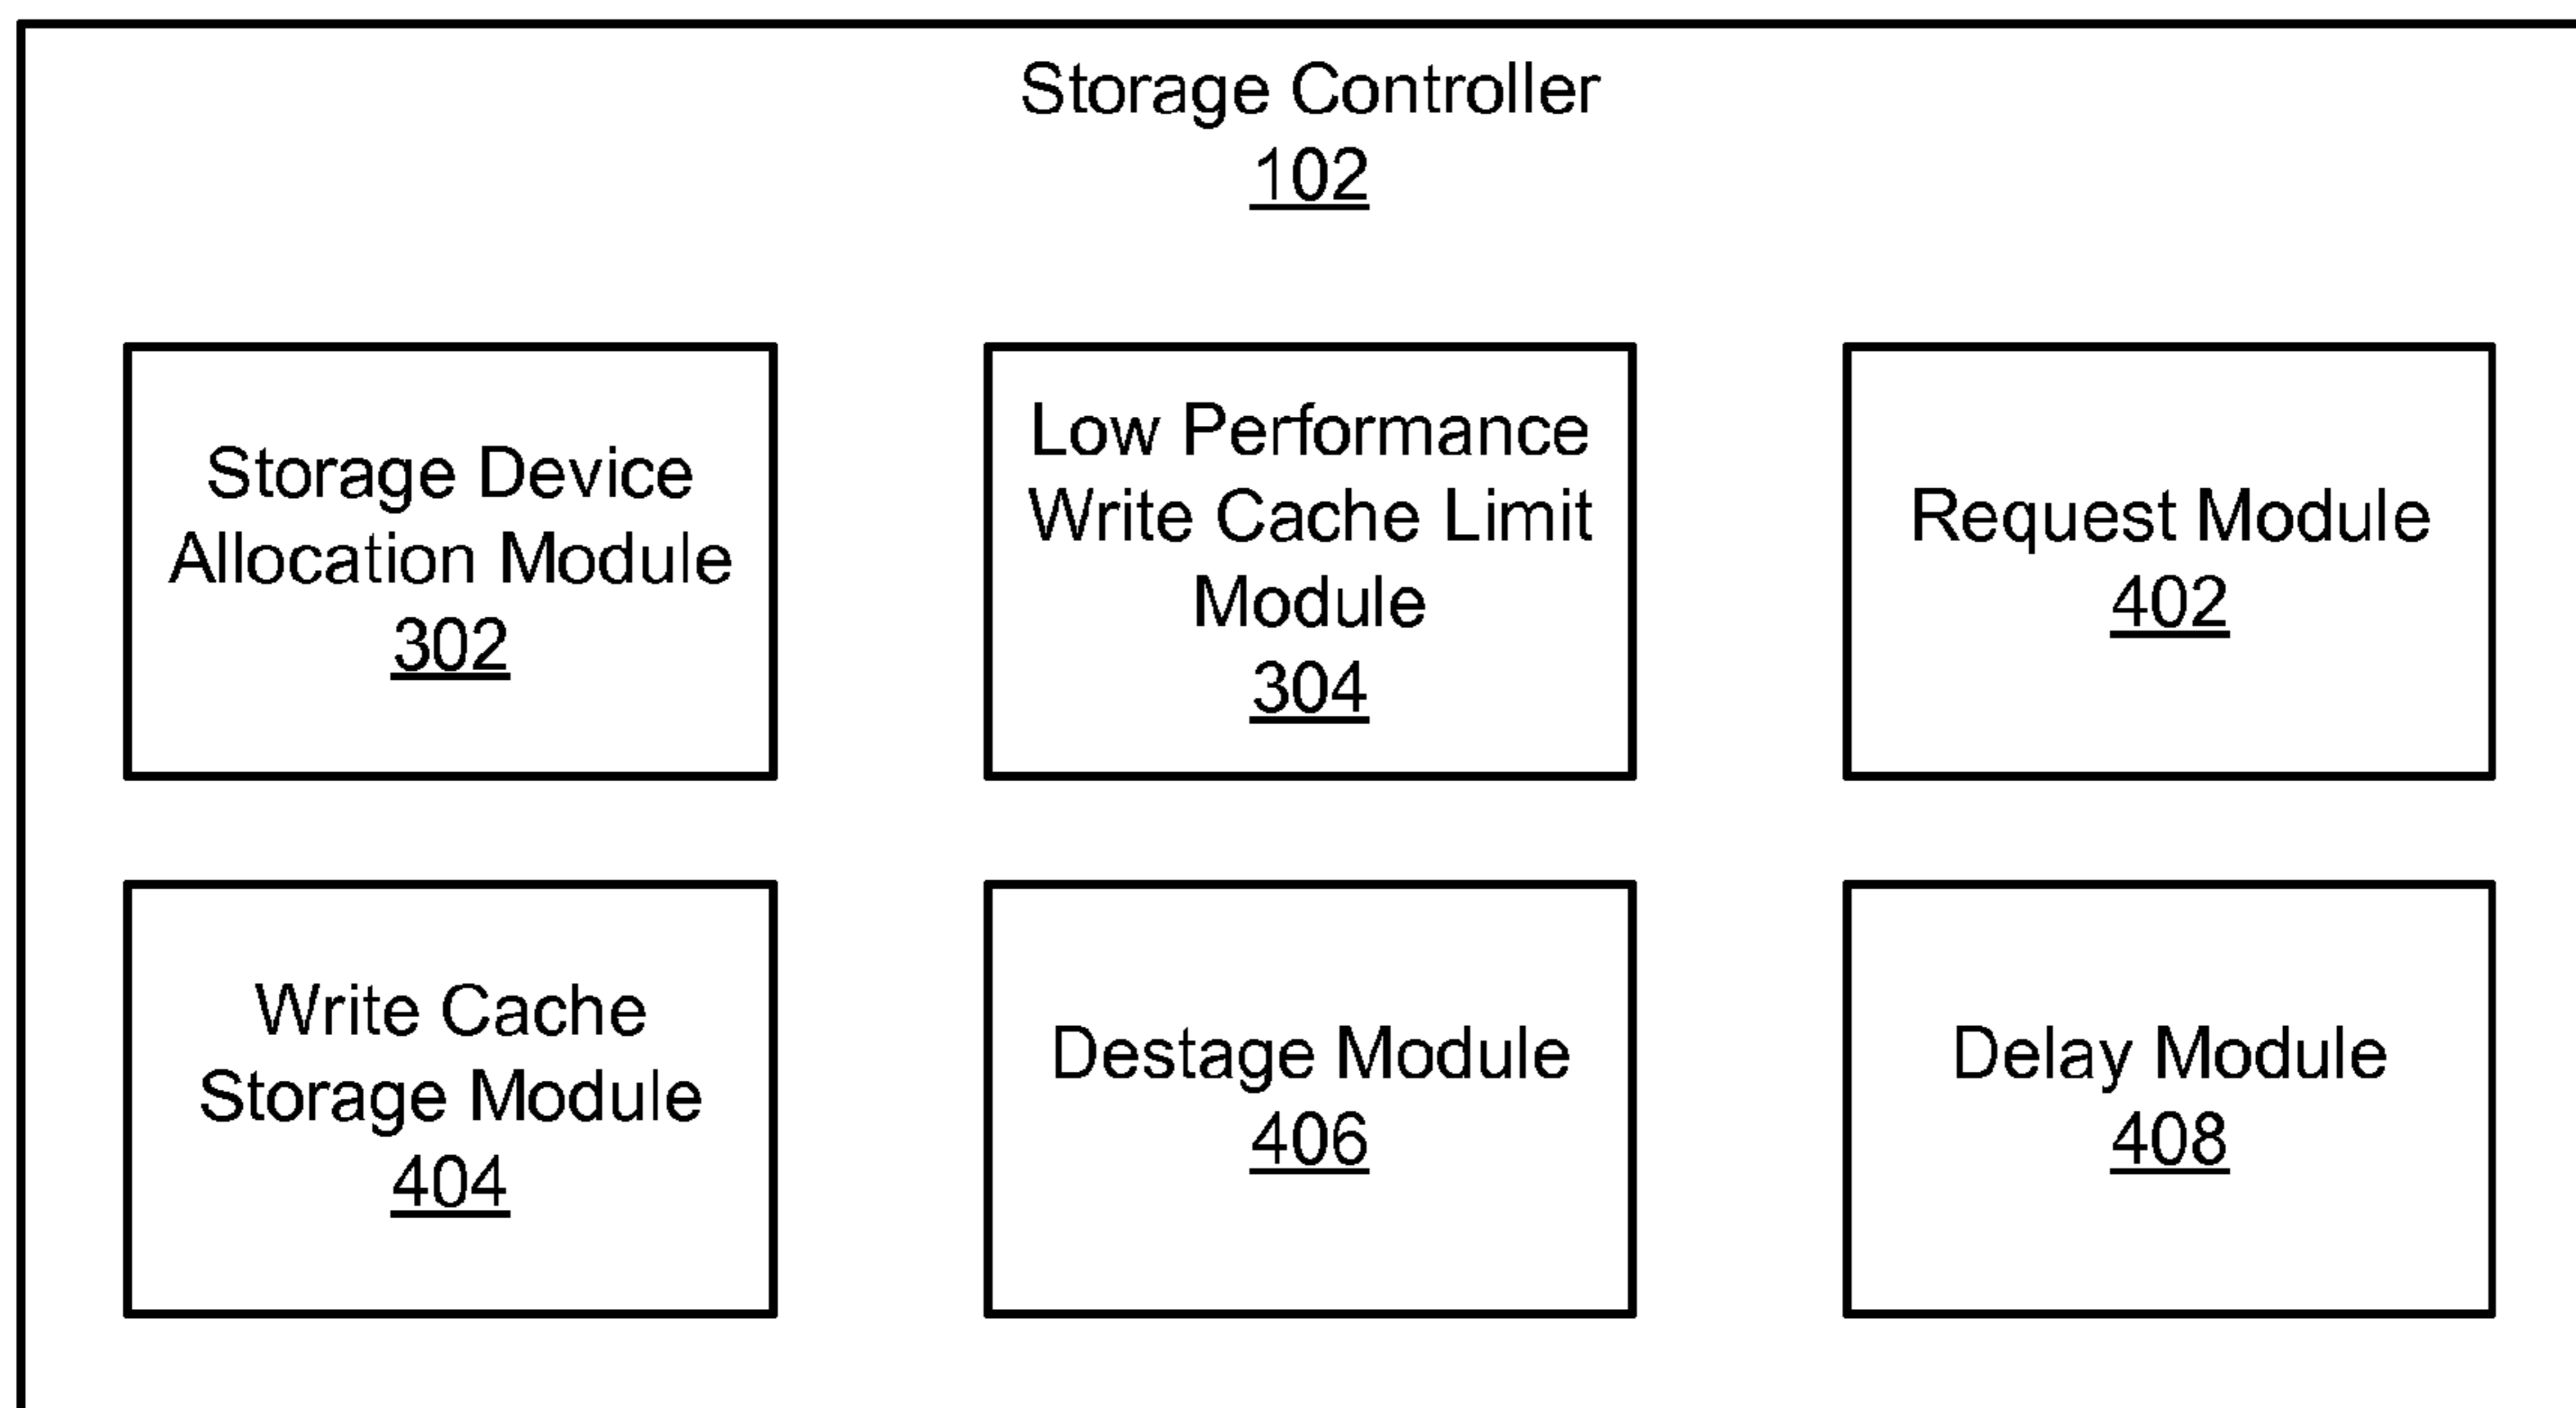 Storage Controller
102
Storage Device
Allocation Module
302
Low Performance
Write Cache Limit
Module
304
Request Module
402
Write Cache
Storage Module
404
Destage Module
406
Delay Module
408